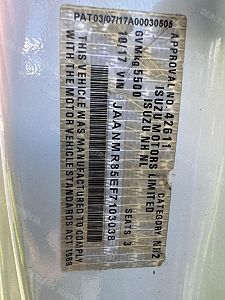 APPROVAL NO. 42617 CATEGORY NB2
ISUZU MOTORS LIMITED
ISUZU NH NL
GVM kg 5500 SEATS 3
10/17 VIN JAANMR85EF7103038
THIS VEHICLE WAS MANUFACTURED TO COMPLY
WITH THE MOTOR VEHICLE STANDARDS ACT 1989
PAT03/07/17A00030505